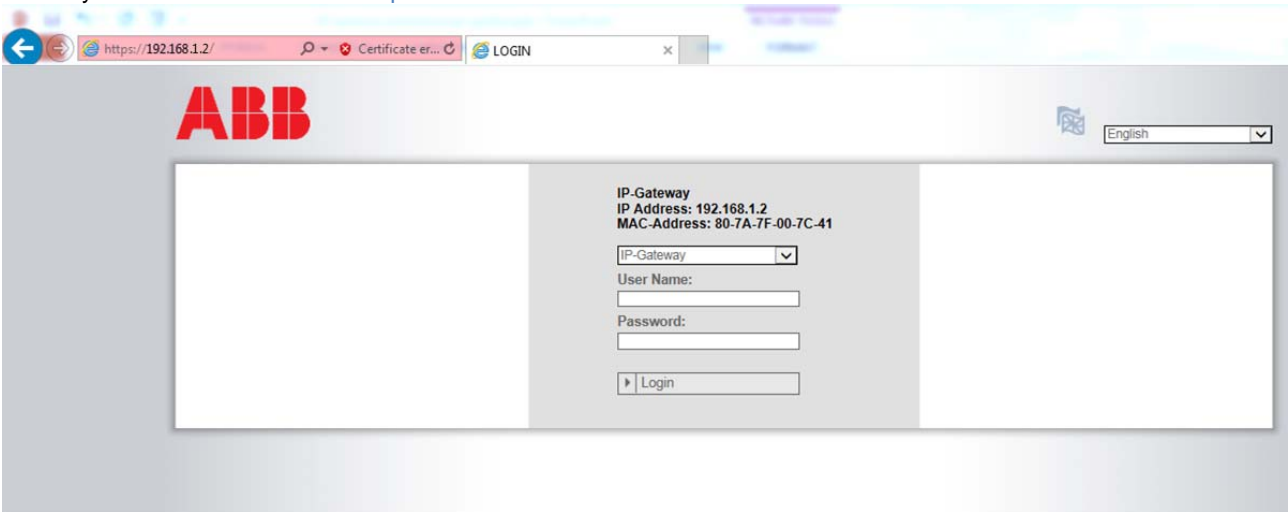 https://192.168.1.2/
Certificate er...
LOGIN
ABB
English
IP-Gateway
IP Address: 192.168.1.2
MAC-Address: 80-7A-7F-00-7C-41
IP-Gateway
User Name:
Password:
Login